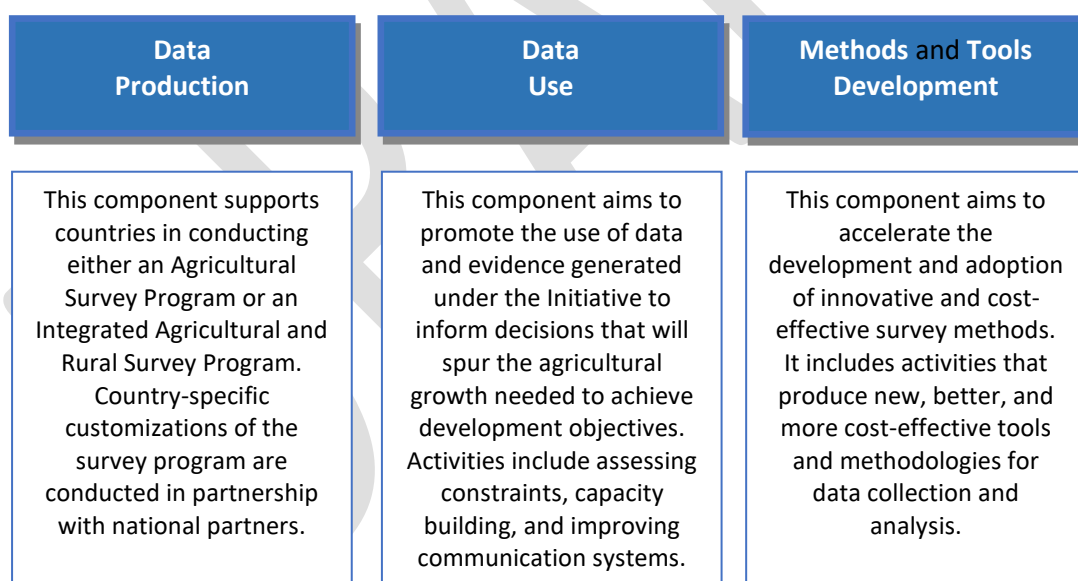 Data
Production
This component supports
countries in conducting
either an Agricultural
Survey Program or an
Integrated Agricultural and
Rural Survey Program.
Country-specific
customizations of the
survey program are
conducted in partnership
with national partners.
Data
Use
This component aims to
promote the use of data
and evidence generated
under the Initiative to
inform decisions that will
spur the agricultural
growth needed to achieve
development objectives.
Activities include assessing
constraints, capacity
building, and improving
communication systems.
Methods and Tools
Development
This component aims to
accelerate the
development and adoption
of innovative and cost-
effective survey methods.
It includes activities that
produce new, better, and
more cost-effective tools
and methodologies for
data collection and
analysis.